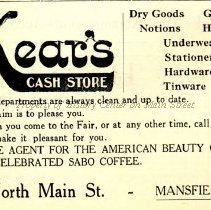 Kear's
CASH STORE
Dry Goods G
Notions H
Underwe
Statione
Hardwar
Tinware
departments are always clean and up to date.
aim is to please you.
n you come to the Fair, or at any other time, call
make it pleasant for you.
E AGENT FOR THE AMERICAN BEAUTY C
CELEBRATED SABO COFFEE.
orth Main St. - MANSFIE